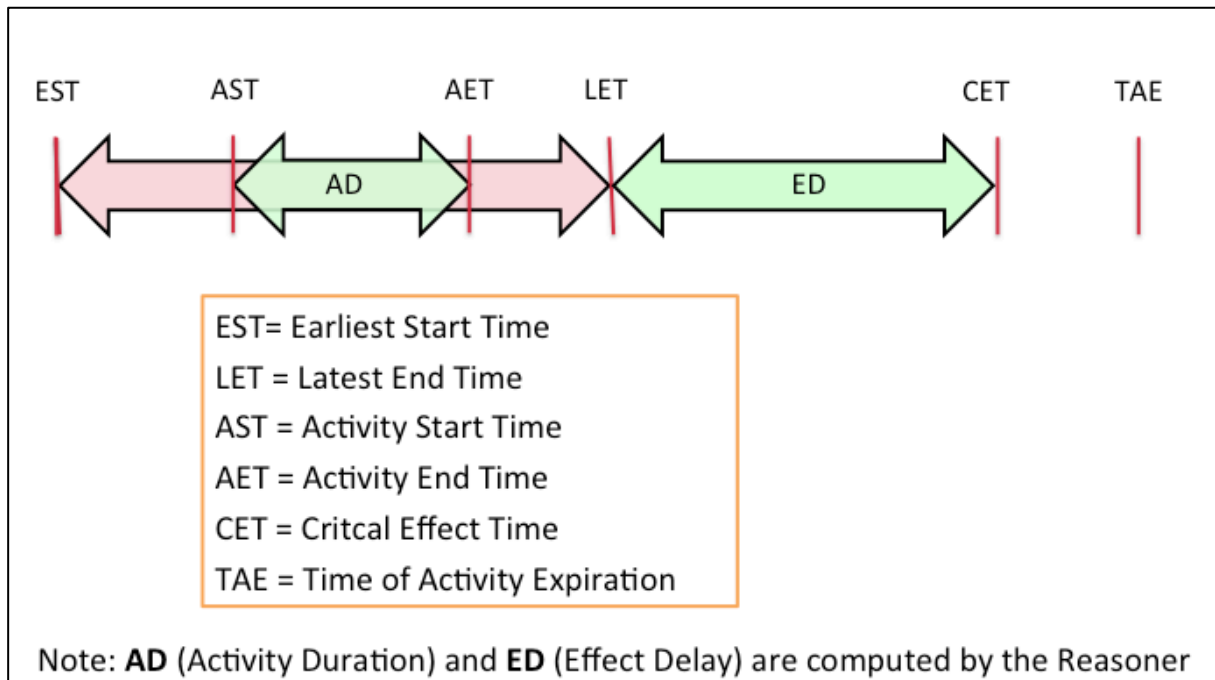 EST AST AET LET CET TAE
AD ED
EST= Earliest Start Time
LET = Latest End Time
AST = Activity Start Time
AET = Activity End Time
CET = Critcal Effect Time
TAE = Time of Activity Expiration
Note: AD (Activity Duration) and ED (Effect Delay) are computed by the Reasoner